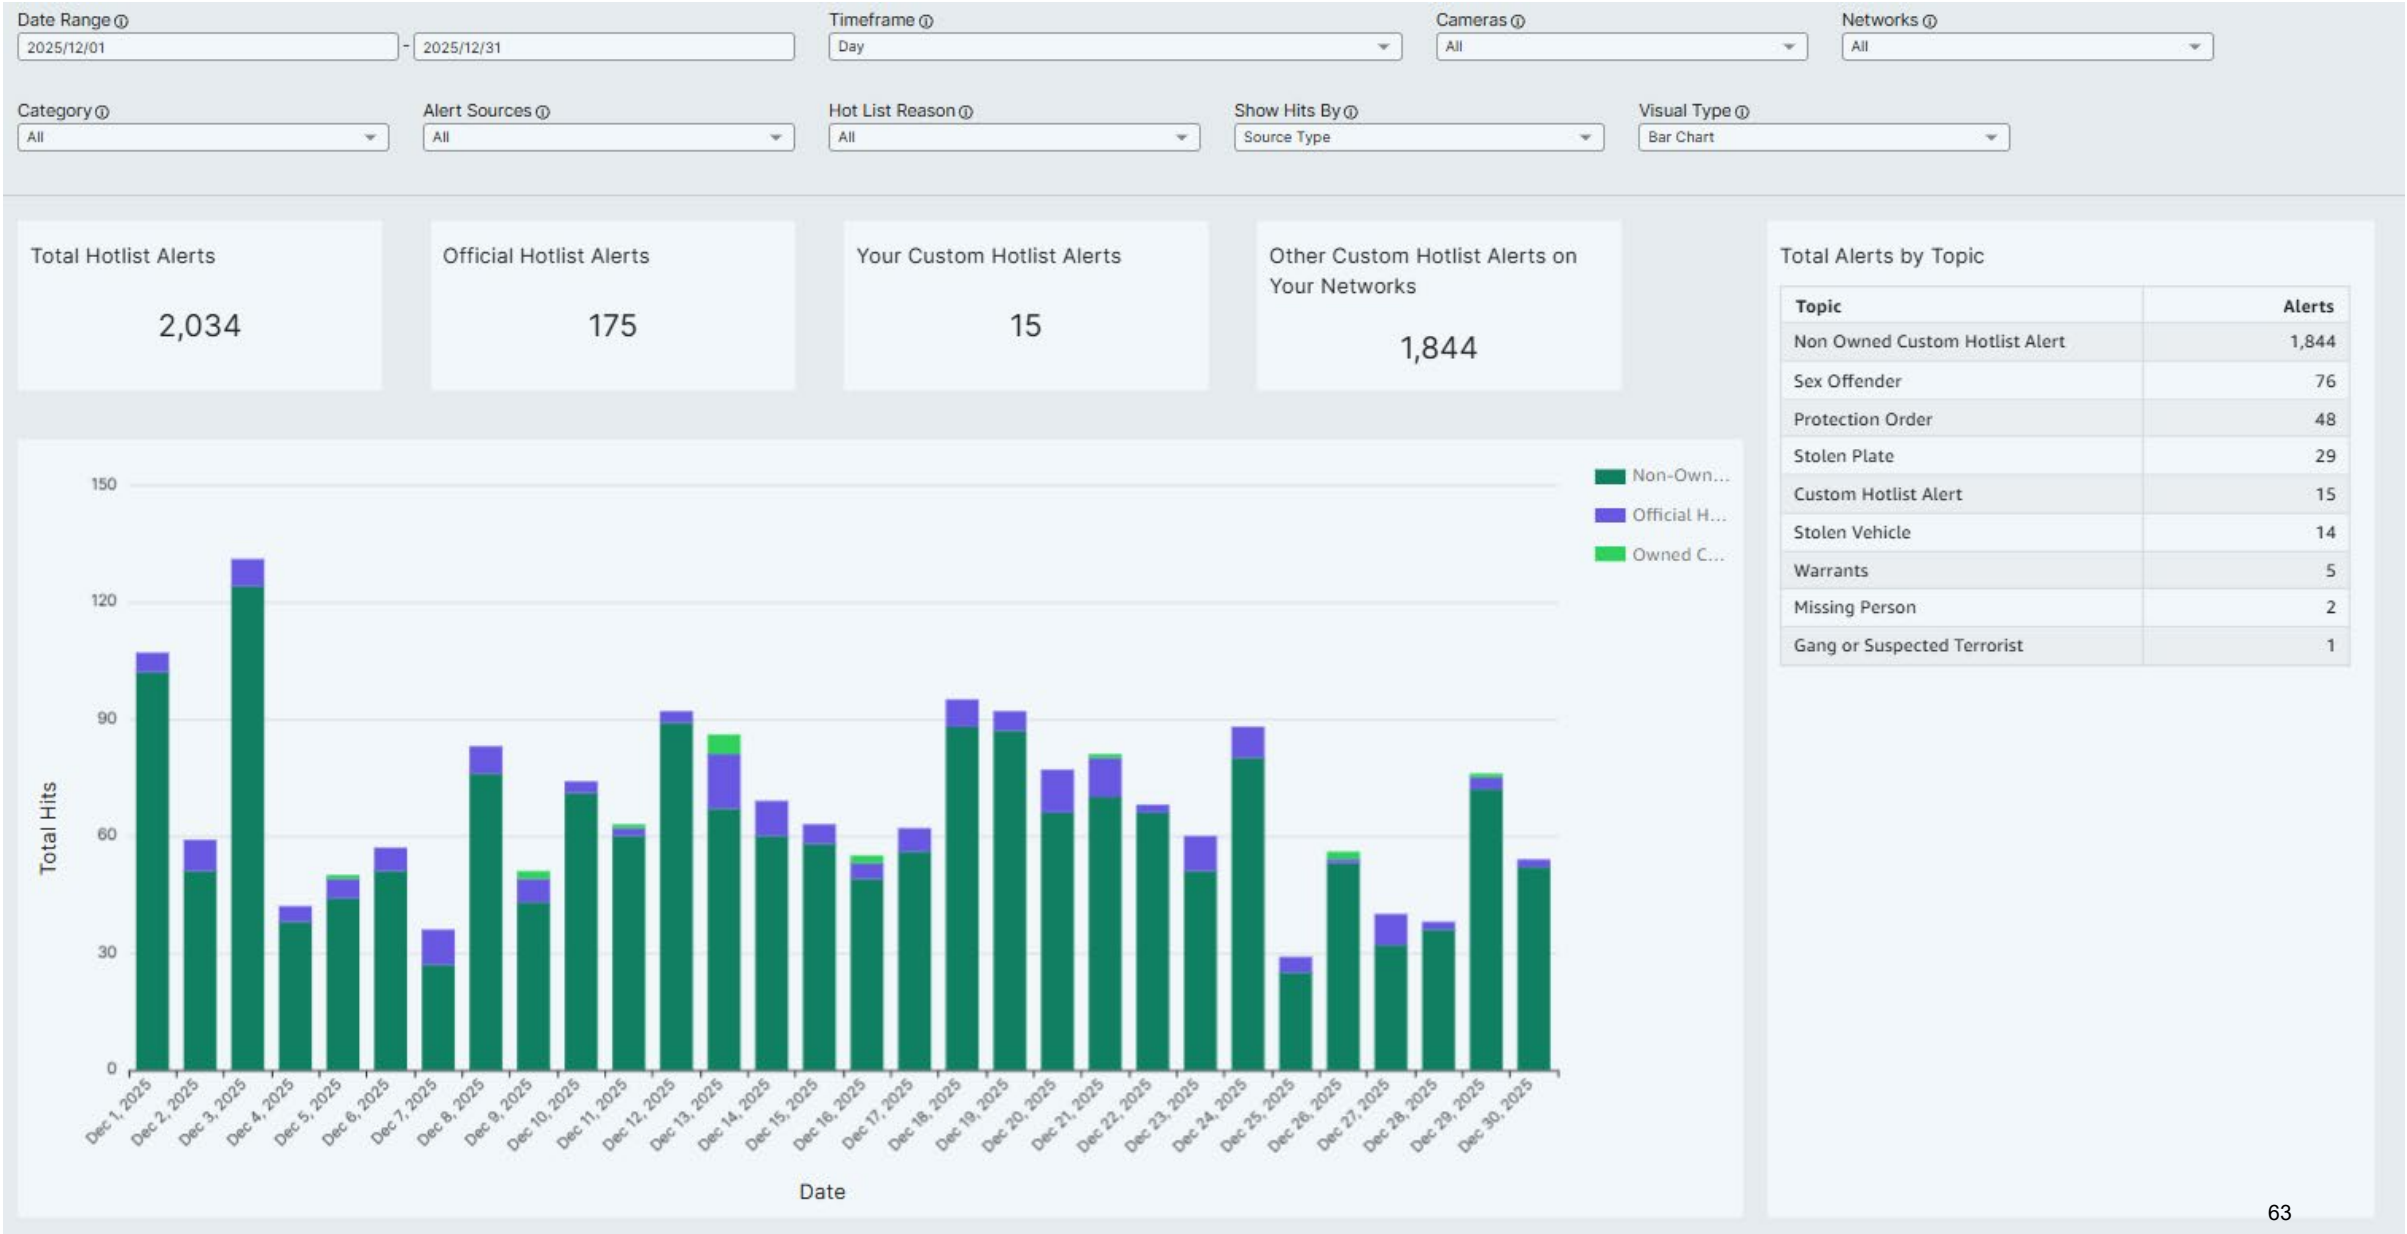 Date Range
2025/12/01 - 2025/12/31
Timeframe
Day
Cameras
All
Networks
All
Category
All
Alert Sources
All
Hot List Reason
All
Show Hits By
Source Type
Visual Type
Bar Chart
Total Hotlist Alerts
2,034
Official Hotlist Alerts
175
Your Custom Hotlist Alerts
15
Other Custom Hotlist Alerts on
Your Networks
1,844
Total Alerts by Topic
Topic Alerts
Non Owned Custom Hotlist Alert 1,844
Sex Offender 76
Protection Order 48
Stolen Plate 29
Custom Hotlist Alert 15
Stolen Vehicle 14
Warrants 5
Missing Person 2
Gang or Suspected Terrorist 1
Non-Own...
Official H...
Owned C...
150
120
90
60
30
0
Total Hits
Dec 1, 2025
Dec 2, 2025
Dec 3, 2025
Dec 4, 2025
Dec 5, 2025
Dec 6, 2025
Dec 7, 2025
Dec 8, 2025
Dec 9, 2025
Dec 10, 2025
Dec 11, 2025
Dec 12, 2025
Dec 13, 2025
Dec 14, 2025
Dec 15, 2025
Dec 16, 2025
Dec 17, 2025
Dec 18, 2025
Dec 19, 2025
Dec 20, 2025
Dec 21, 2025
Dec 22, 2025
Dec 23, 2025
Dec 24, 2025
Dec 25, 2025
Dec 26, 2025
Dec 27, 2025
Dec 28, 2025
Dec 29, 2025
Dec 30, 2025
Date
63